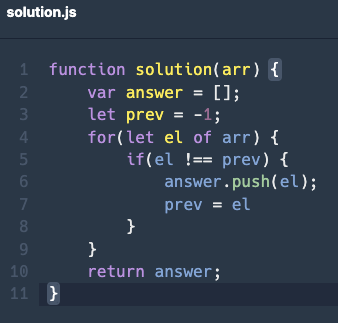 solution.js
1 function solution(arr) {
2     var answer = [];
3     let prev = -1;
4     for(let el of arr) {
5         if(el !== prev) {
6             answer.push(el);
7             prev = el
8         }
9     }
10     return answer;
11 }